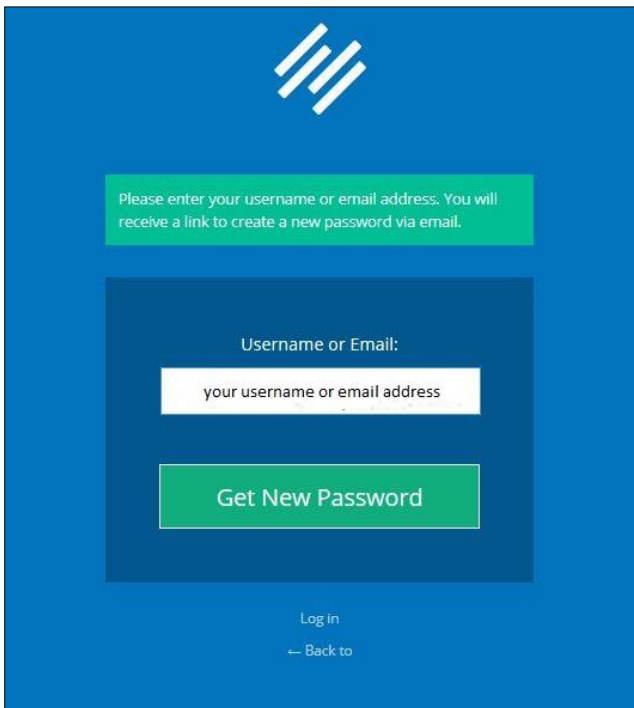 Please enter your username or email address. You will
receive a link to create a new password via email.
Username or Email:
your username or email address
Get New Password
Log in
← Back to